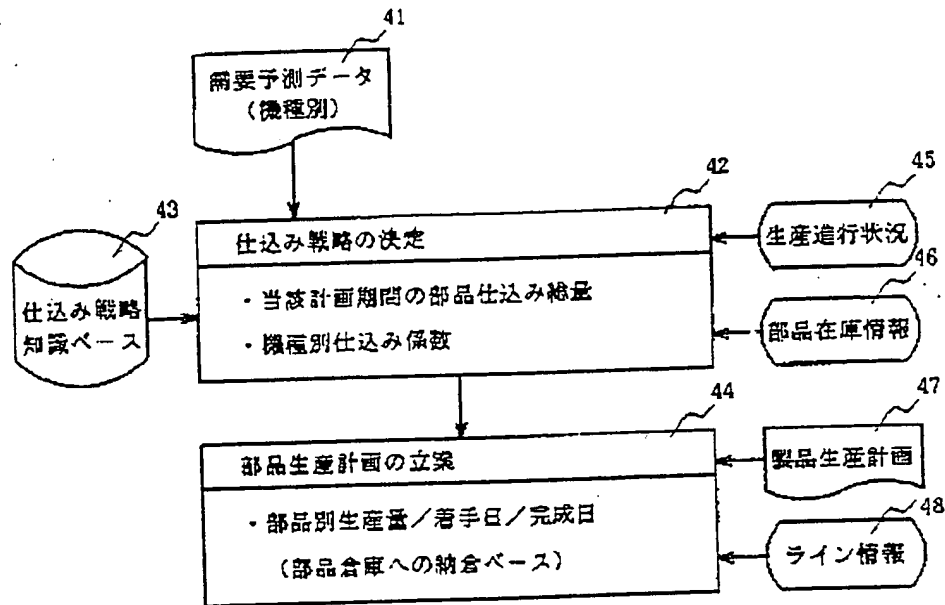 41
需要予測データ
(機種別)
42
45
43
仕込み戦略の決定
生産進行状況
46
仕込み戦略
知識ベース
・当該計画期間の部品仕込み総量
・機種別仕込み係数
部品在庫情報
44
47
部品生産計画の立案
製品生産計画
48
・部品別生産量/着手日/完成日
(部品倉庫への納倉ベース)
ライン情報